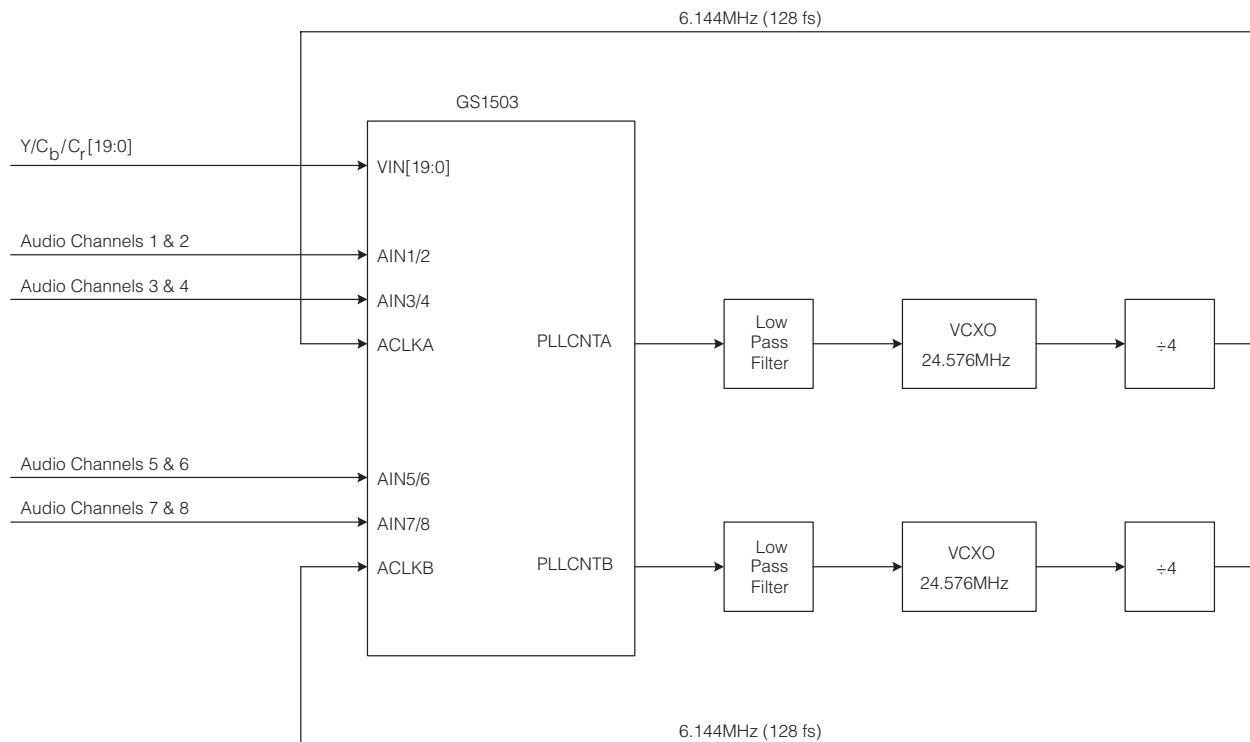 6.144MHz (128 fs)
GS1503
Y/Cb/Cr[19:0]
VIN[19:0]
Audio Channels 1 & 2
AIN1/2
Audio Channels 3 & 4
AIN3/4
ACLKA
PLLCNTA
Low
Pass
Filter
VCXO
24.576MHz
÷4
Audio Channels 5 & 6
AIN5/6
Audio Channels 7 & 8
AIN7/8
ACLKB
PLLCNTB
Low
Pass
Filter
VCXO
24.576MHz
÷4
6.144MHz (128 fs)